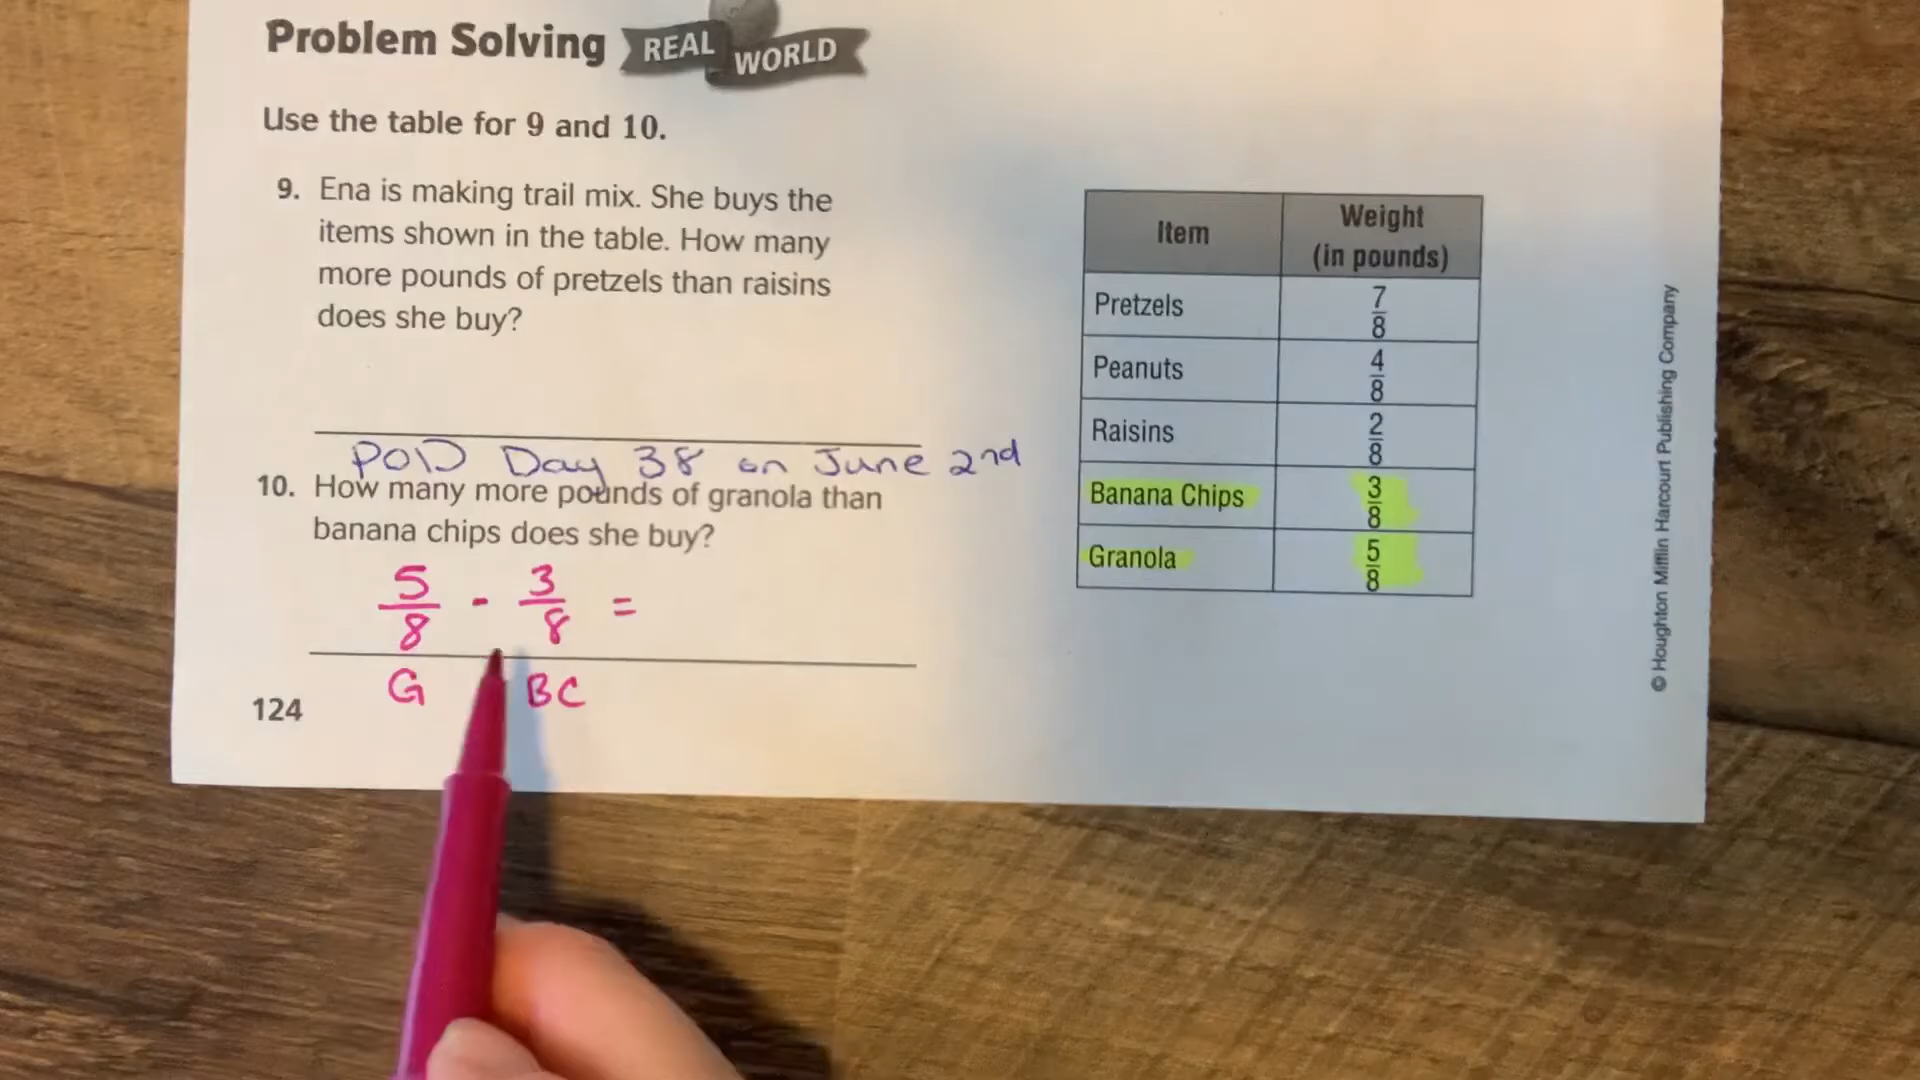 Problem Solving REAL WORLD
Use the table for 9 and 10.
9. Ena is making trail mix. She buys the
items shown in the table. How many
more pounds of pretzels than raisins
does she buy?
POD Day 38 on June 2nd
10. How many more pounds of granola than
banana chips does she buy?
5/8 - 3/8 =
G BC
124
Item Weight (in pounds)
Pretzels 7/8
Peanuts 4/8
Raisins 2/8
Banana Chips 3/8
Granola 5/8
© Houghton Mifflin Harcourt Publishing Company